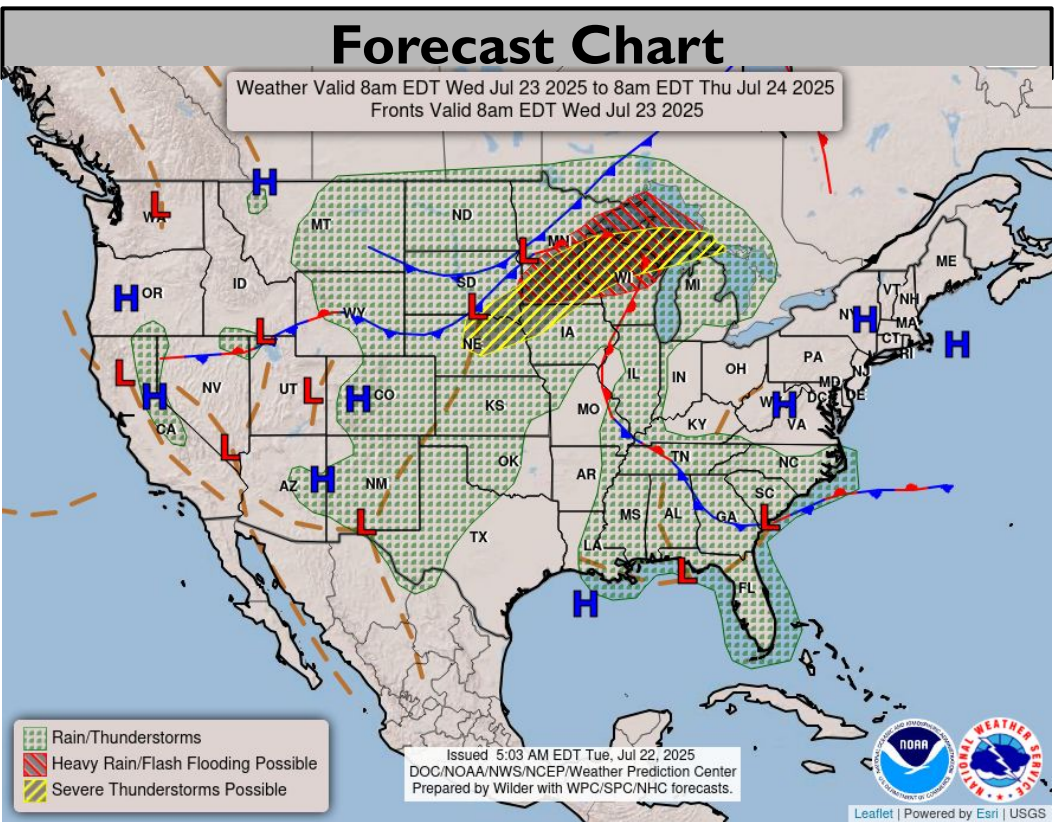 Forecast Chart
Weather Valid 8am EDT Wed Jul 23 2025 to 8am EDT Thu Jul 24 2025
Fronts Valid 8am EDT Wed Jul 23 2025
H
L
WA
MT
ND
MN
L
ME
H
OR
ID
SD
WI
MI
VT
NH
L
WY
L
NY
H
MA
CT
RI
H
NE
IA
PA
NJ
L
H
NV
UT
L
H
CO
IL
IN
OH
MD
DE
DC
W
H
VA
KS
MO
KY
CA
L
OK
TN
NC
AZ
H
NM
AR
SC
L
TX
MS
AL
GA
L
LA
L
FL
H
Rain/Thunderstorms
Heavy Rain/Flash Flooding Possible
Severe Thunderstorms Possible
Issued 5:03 AM EDT Tue, Jul 22, 2025
DOC/NOAA/NWS/NCEP/Weather Prediction Center
Prepared by Wilder with WPC/SPC/NHC forecasts.
NOAA
NATIONAL WEATHER SERVICE
Leaflet | Powered by Esri | USGS